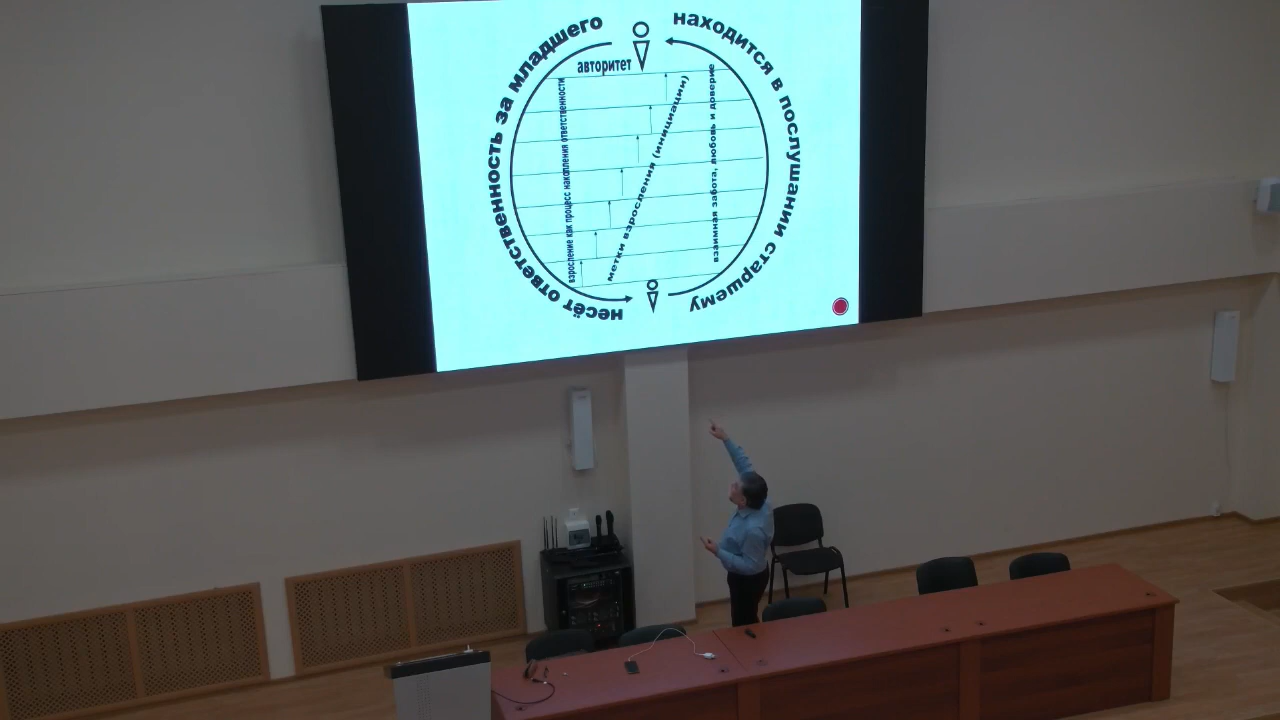 несёт ответственность за младшего
находится в послушании старшему
авторитет
взросление как процесс накопления ответственности
метки взросления (инициации)
взаимная забота, любовь и доверие